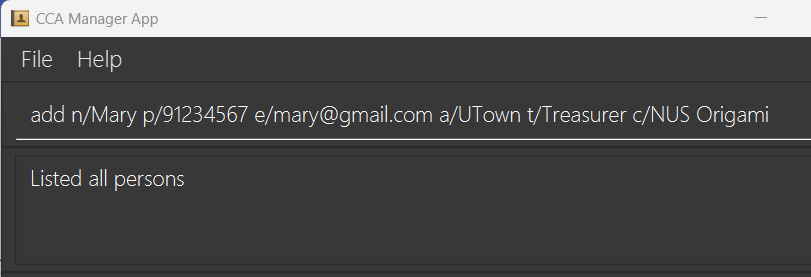 CCA Manager App
File Help
add n/Mary p/91234567 e/mary@gmail.com a/UTown t/Treasurer c/NUS Origami
Listed all persons